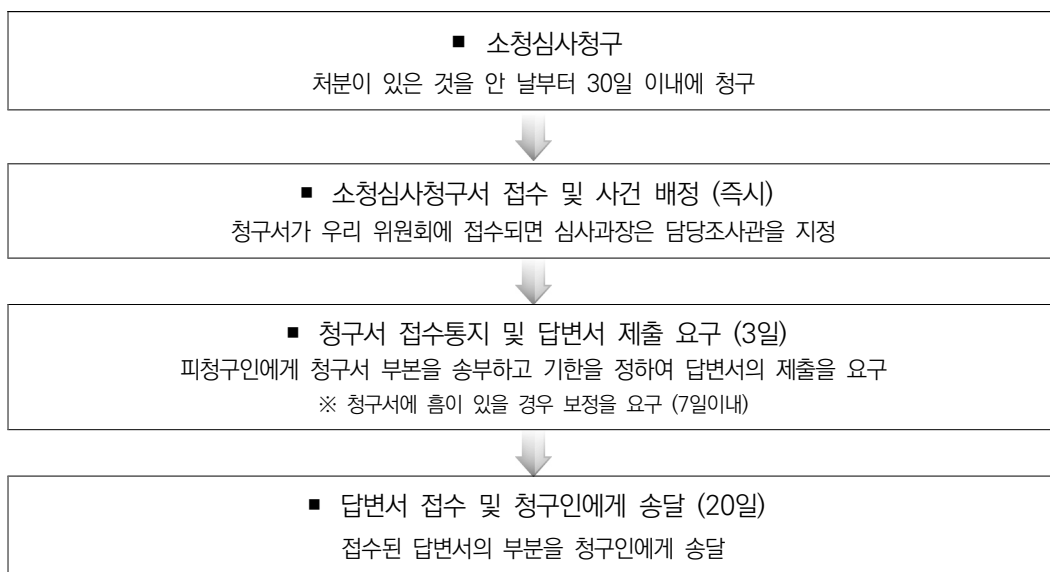 ■ 소청심사청구
처분이 있은 것을 안 날부터 30일 이내에 청구
■ 소청심사청구서 접수 및 사건 배정 (즉시)
청구서가 우리 위원회에 접수되면 심사과장은 담당조사관을 지정
■ 청구서 접수통지 및 답변서 제출 요구 (3일)
피청구인에게 청구서 부본을 송부하고 기한을 정하여 답변서의 제출을 요구
※ 청구서에 흠이 있을 경우 보정을 요구 (7일이내)
■ 답변서 접수 및 청구인에게 송달 (20일)
접수된 답변서의 부분을 청구인에게 송달